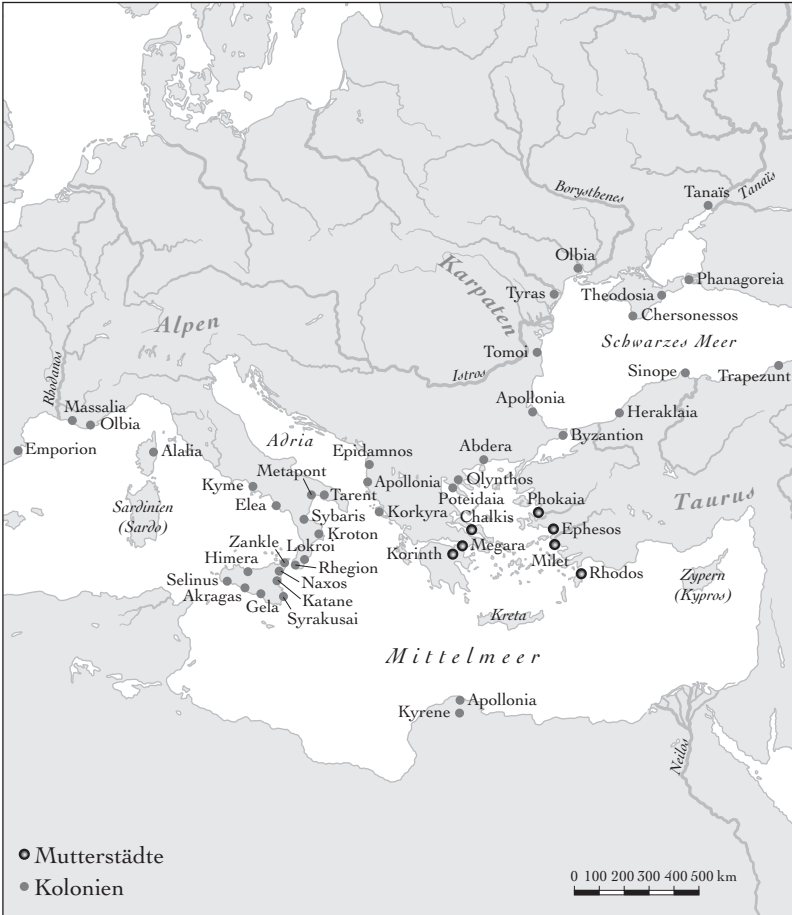 Borysthenes
Tanaïs
Tanaïs
Olbia
Karpaten
Phanagoreia
Tyras
Theodosia
Chersonessos
Alpen
Schwarzes Meer
Tomoi
Rhodanos
Istros
Sinope
Trapezunt
Massalia
Olbia
Apollonia
Heraklaia
Byzantion
Emporion
Alalia
Adria
Epidamnos
Abdera
Metapont
Apollonia
Olynthos
Kyme
Tarent
Poteidaia
Phokaia
Taurus
Sardinien
(Sardo)
Elea
Korkyra
Chalkis
Sybaris
Ephesos
Kroton
Zankle
Lokroi
Megara
Korinth
Milet
Himera
Rhegion
Selinus
Naxos
Rhodos
Zypern
(Kypros)
Akragas
Katane
Gela
Syrakusai
Kreta
Mittelmeer
Apollonia
Kyrene
Neilos
Mutterstädte
Kolonien
0 100 200 300 400 500 km